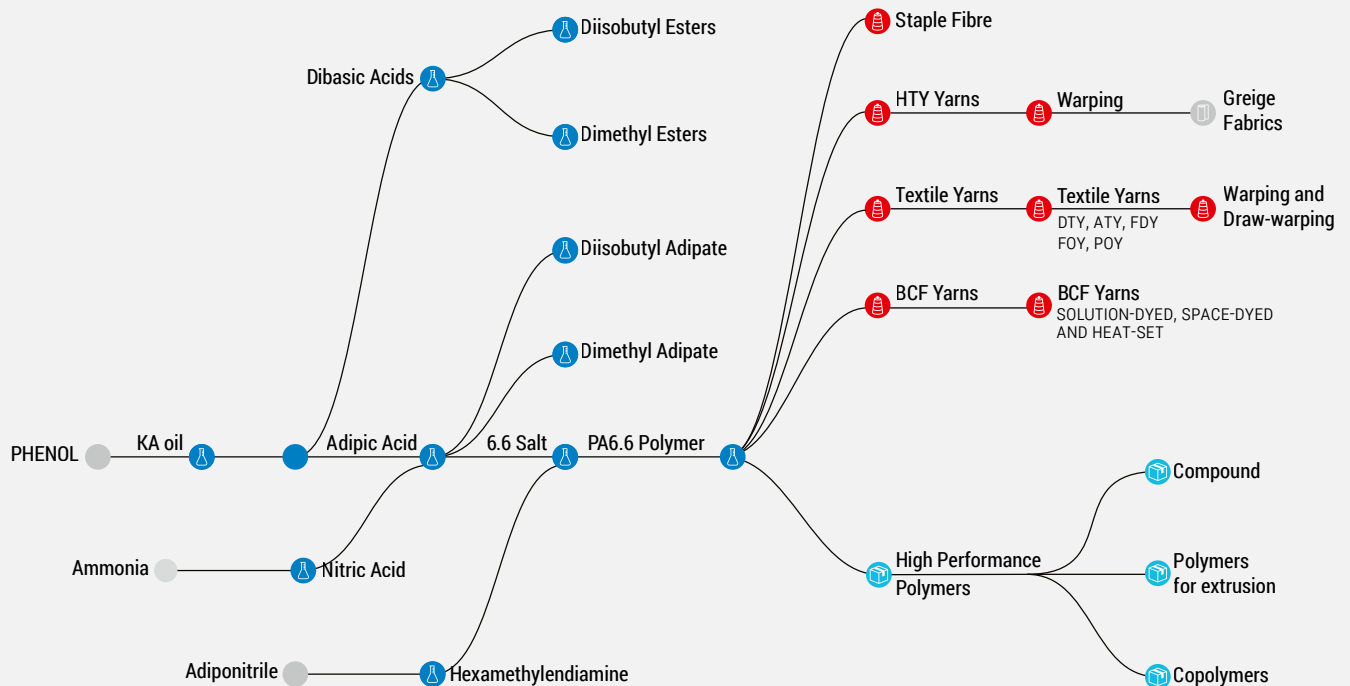 Diisobutyl Esters
Staple Fibre
Dibasic Acids
HTY Yarns
Warping
Greige
Fabrics
Dimethyl Esters
Textile Yarns
Textile Yarns
DTY, ATY, FDY
FOY, POY
Warping and
Draw-warping
Diisobutyl Adipate
BCF Yarns
BCF Yarns
SOLUTION-DYED, SPACE-DYED
AND HEAT-SET
Dimethyl Adipate
PHENOL
KA oil
Adipic Acid
6.6 Salt
PA6.6 Polymer
Compound
Ammonia
Nitric Acid
High Performance
Polymers
Polymers
for extrusion
Adiponitrile
Hexamethylendiamine
Copolymers